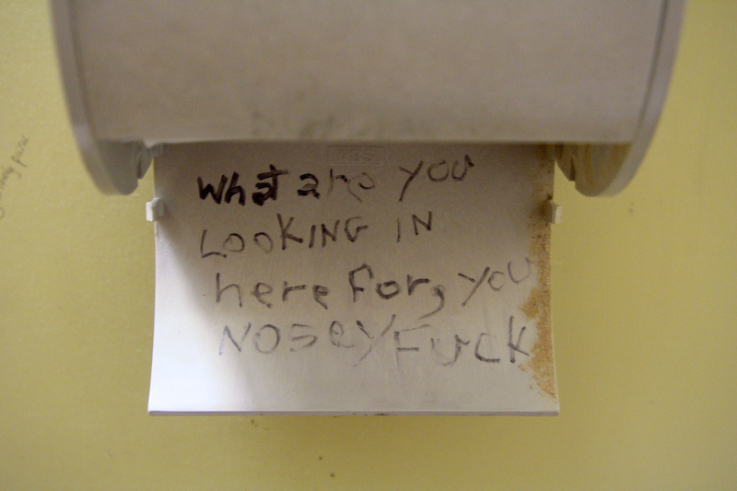 What are you
LOOKING IN
here For, you
NOSEY FUCK